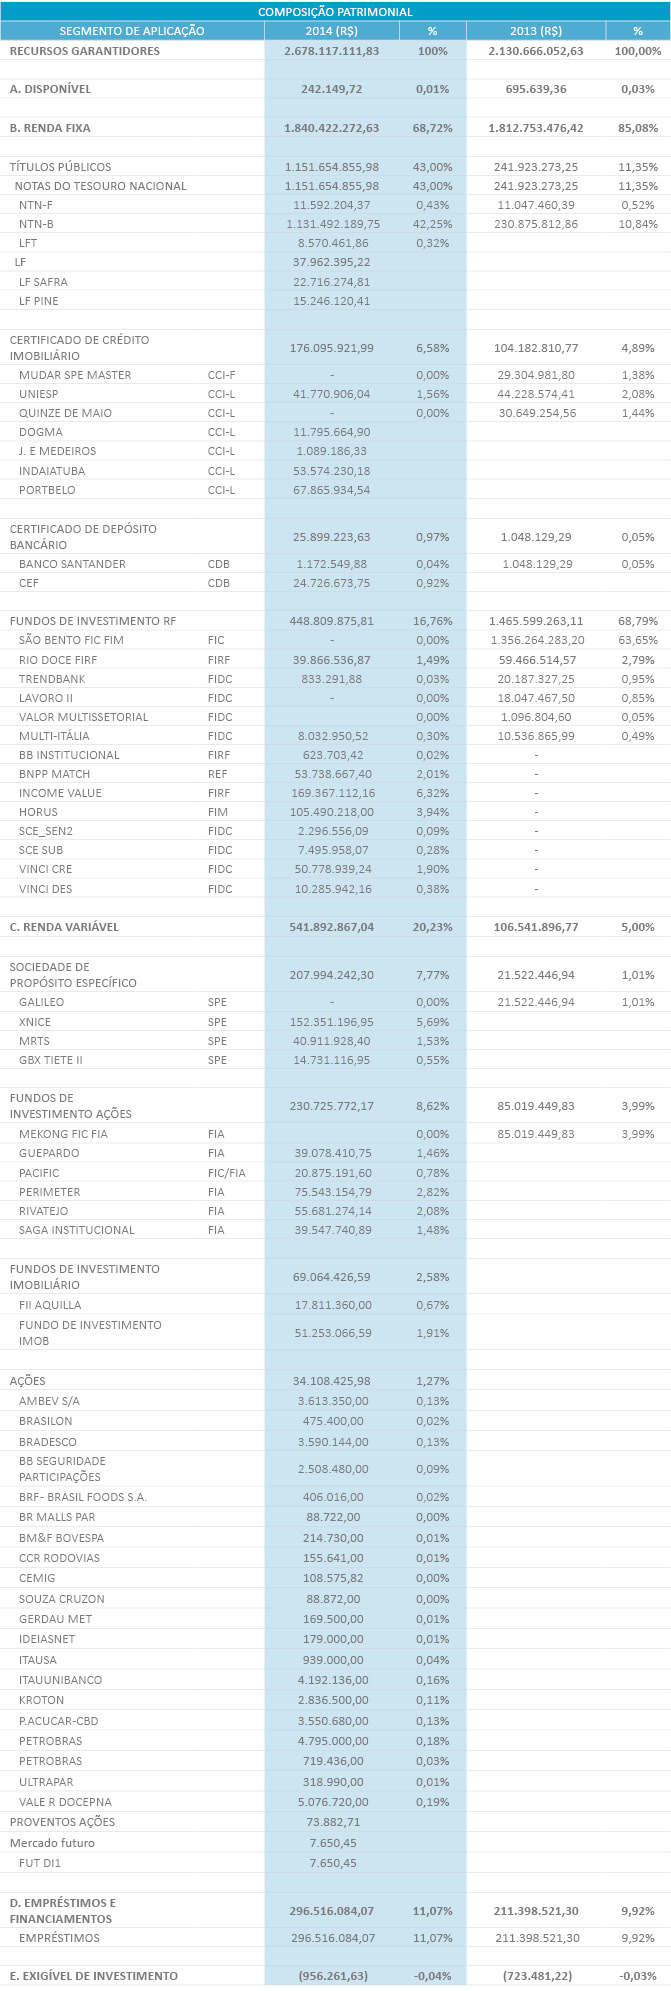 COMPOSIÇÃO PATRIMONIAL
SEGMENTO DE APLICAÇÃO 2014 (R$) % 2013 (R$) %
RECURSOS GARANTIDORES 2.678.117.111,83 100% 2.130.666.052,63 100,00%
A. DISPONÍVEL 242.149,72 0,01% 695.639,36 0,03%
B. RENDA FIXA 1.840.422.272,63 68,72% 1.812.753.476,42 85,08%
TÍTULOS PÚBLICOS 1.151.654.855,98 43,00% 241.923.273,25 11,35%
NOTAS DO TESOURO NACIONAL 1.151.654.855,98 43,00% 241.923.273,25 11,35%
NTN-F 11.592.204,37 0,43% 11.047.460,39 0,52%
NTN-B 1.131.492.189,75 42,25% 230.875.812,86 10,84%
LFT 8.570.461,86 0,32%
LF 37.962.395,22
LF SAFRA 22.716.274,81
LF PINE 15.246.120,41
CERTIFICADO DE CRÉDITO
IMOBILIÁRIO 176.095.921,99 6,58% 104.182.810,77 4,89%
MUDAR SPE MASTER CCI-F - 0,00% 29.304.981,80 1,38%
UNIESP CCI-L 41.770.906,04 1,56% 44.228.574,41 2,08%
QUINZE DE MAIO CCI-L - 0,00% 30.649.254,56 1,44%
DOGMA CCI-L 11.795.664,90
J. E MEDEIROS CCI-L 1.089.186,33
INDAIATUBA CCI-L 53.574.230,18
PORTBELO CCI-L 67.865.934,54
CERTIFICADO DE DEPÓSITO
BANCÁRIO 25.899.223,63 0,97% 1.048.129,29 0,05%
BANCO SANTANDER CDB 1.172.549,88 0,04% 1.048.129,29 0,05%
CEF CDB 24.726.673,75 0,92%
FUNDOS DE INVESTIMENTO RF 448.809.875,81 16,76% 1.465.599.263,11 68,79%
SÃO BENTO FIC FIM FIC - 0,00% 1.356.264.283,20 63,65%
RIO DOCE FIRF FIRF 39.866.536,87 1,49% 59.466.514,57 2,79%
TRENDBANK FIDC 833.291,88 0,03% 20.187.327,25 0,95%
LAVORO II FIDC - 0,00% 18.047.467,50 0,85%
VALOR MULTISSETORIAL FIDC 0,00% 1.096.804,60 0,05%
MULTI-ITÁLIA FIDC 8.032.950,52 0,30% 10.536.865,99 0,49%
BB INSTITUCIONAL FIRF 623.703,42 0,02% -
BNPP MATCH REF 53.738.667,40 2,01% -
INCOME VALUE FIRF 169.367.112,16 6,32% -
HORUS FIM 105.490.218,00 3,94% -
SCE_SEN2 FIDC 2.296.556,09 0,09% -
SCE SUB FIDC 7.495.958,07 0,28% -
VINCI CRE FIDC 50.778.939,24 1,90% -
VINCI DES FIDC 10.285.942,16 0,38% -
C. RENDA VARIÁVEL 541.892.867,04 20,23% 106.541.896,77 5,00%
SOCIEDADE DE
PROPÓSITO ESPECÍFICO 207.994.242,30 7,77% 21.522.446,94 1,01%
GALILEO SPE - 0,00% 21.522.446,94 1,01%
XNICE SPE 152.351.196,95 5,69%
MRTS SPE 40.911.928,40 1,53%
GBX TIETE II SPE 14.731.116,95 0,55%
FUNDOS DE
INVESTIMENTO AÇÕES 230.725.772,17 8,62% 85.019.449,83 3,99%
MEKONG FIC FIA FIA 0,00% 85.019.449,83 3,99%
GUEPARDO FIA 39.078.410,75 1,46%
PACIFIC FIC/FIA 20.875.191,60 0,78%
PERIMETER FIA 75.543.154,79 2,82%
RIVATEJO FIA 55.681.274,14 2,08%
SAGA INSTITUCIONAL FIA 39.547.740,89 1,48%
FUNDOS DE INVESTIMENTO
IMOBILIÁRIO 69.064.426,59 2,58%
FII AQUILLA 17.811.360,00 0,67%
FUNDO DE INVESTIMENTO
IMOB 51.253.066,59 1,91%
AÇÕES 34.108.425,98 1,27%
AMBEV S/A 3.613.350,00 0,13%
BRASILON 475.400,00 0,02%
BRADESCO 3.590.144,00 0,13%
BB SEGURIDADE
PARTICIPAÇÕES 2.508.480,00 0,09%
BRF- BRASIL FOODS S.A. 406.016,00 0,02%
BR MALLS PAR 88.722,00 0,00%
BM&F BOVESPA 214.730,00 0,01%
CCR RODOVIAS 155.641,00 0,01%
CEMIG 108.575,82 0,00%
SOUZA CRUZON 88.872,00 0,00%
GERDAU MET 169.500,00 0,01%
IDEIASNET 179.000,00 0,01%
ITAUSA 939.000,00 0,04%
ITAUUNIBANCO 4.192.136,00 0,16%
KROTON 2.836.500,00 0,11%
P.ACUCAR-CBD 3.550.680,00 0,13%
PETROBRAS 4.795.000,00 0,18%
PETROBRAS 719.436,00 0,03%
ULTRAPAR 318.990,00 0,01%
VALE R DOCEPNA 5.076.720,00 0,19%
PROVENTOS AÇÕES 73.882,71
Mercado futuro 7.650,45
FUT DI1 7.650,45
D. EMPRÉSTIMOS E
FINANCIAMENTOS 296.516.084,07 11,07% 211.398.521,30 9,92%
EMPRÉSTIMOS 296.516.084,07 11,07% 211.398.521,30 9,92%
E. EXIGÍVEL DE INVESTIMENTO (956.261,63) -0,04% (723.481,22) -0,03%